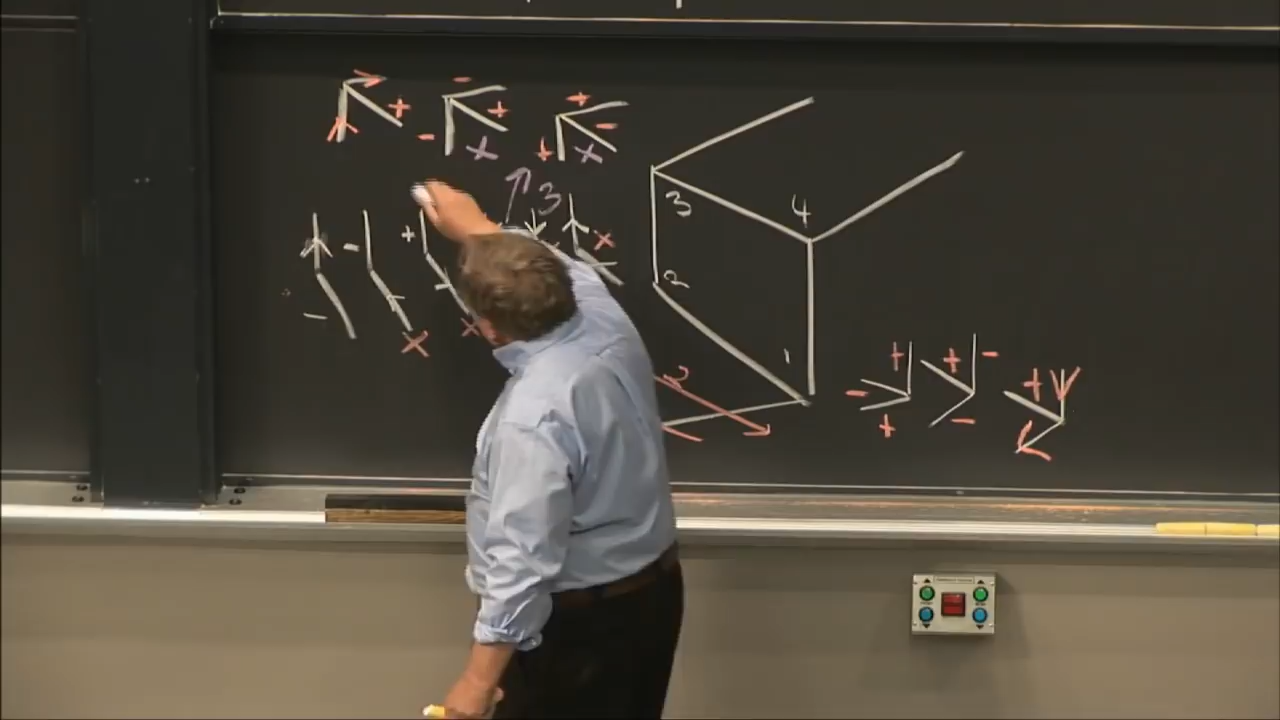 +
- + - x
+ - + x
3
- + x
x
- x
3
2
4
1
2
+ - +
+ - -
+